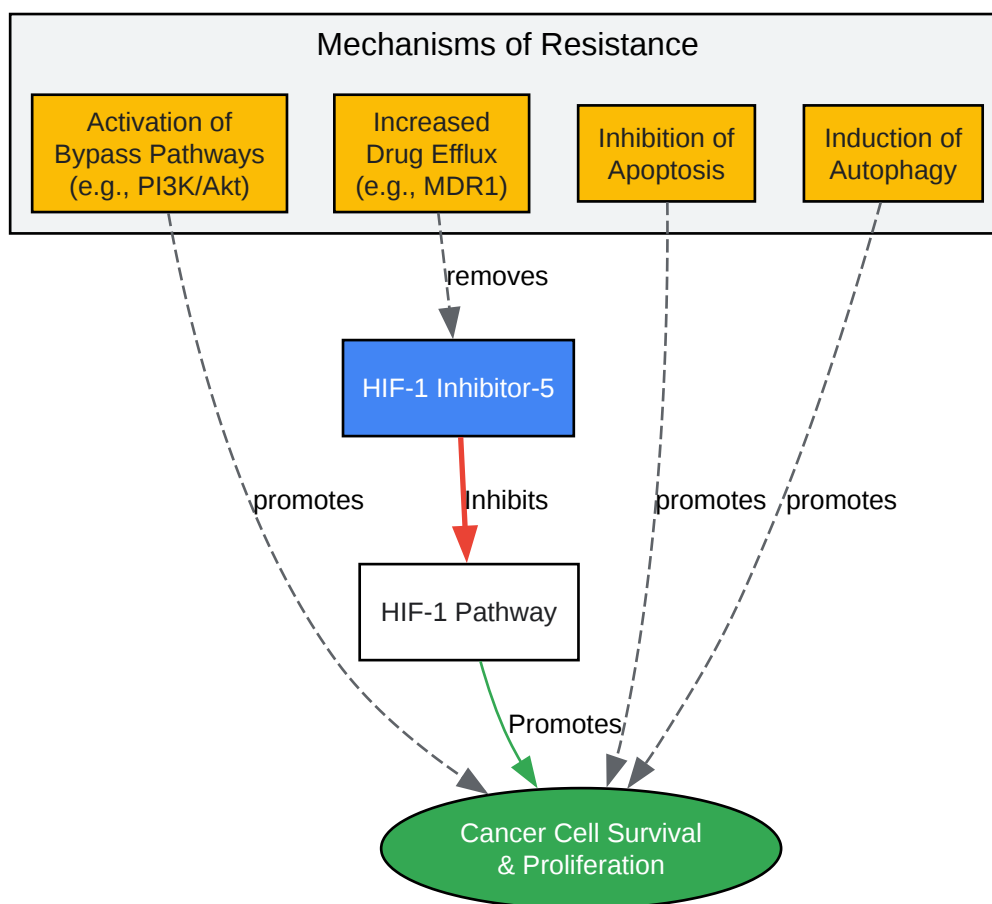 Mechanisms of Resistance
Activation of
Bypass Pathways
(e.g., PI3K/Akt)
Increased
Drug Efflux
(e.g., MDR1)
Inhibition of
Apoptosis
Induction of
Autophagy
removes
HIF-1 Inhibitor-5
promotes
Inhibits
promotes
promotes
HIF-1 Pathway
Promotes
Cancer Cell Survival
& Proliferation